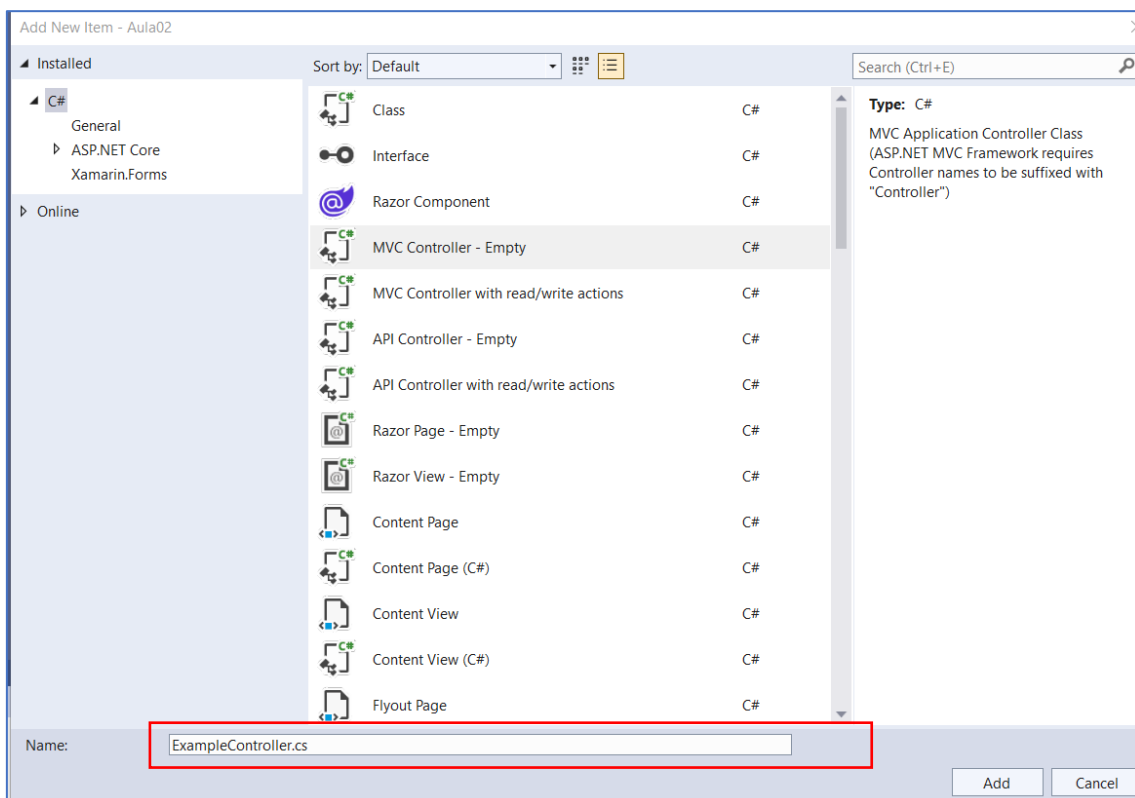 Add New Item - Aula02
Installed
Sort by: Default
Search (Ctrl+E)
C#
General
ASP.NET Core
Xamarin.Forms
Online
Class C#
Interface C#
Razor Component C#
MVC Controller - Empty C#
MVC Controller with read/write actions C#
API Controller - Empty C#
API Controller with read/write actions C#
Razor Page - Empty C#
Razor View - Empty C#
Content Page C#
Content Page (C#) C#
Content View C#
Content View (C#) C#
Flyout Page C#
Type: C#
MVC Application Controller Class
(ASP.NET MVC Framework requires
Controller names to be suffixed with
"Controller")
Name: ExampleController.cs
Add Cancel